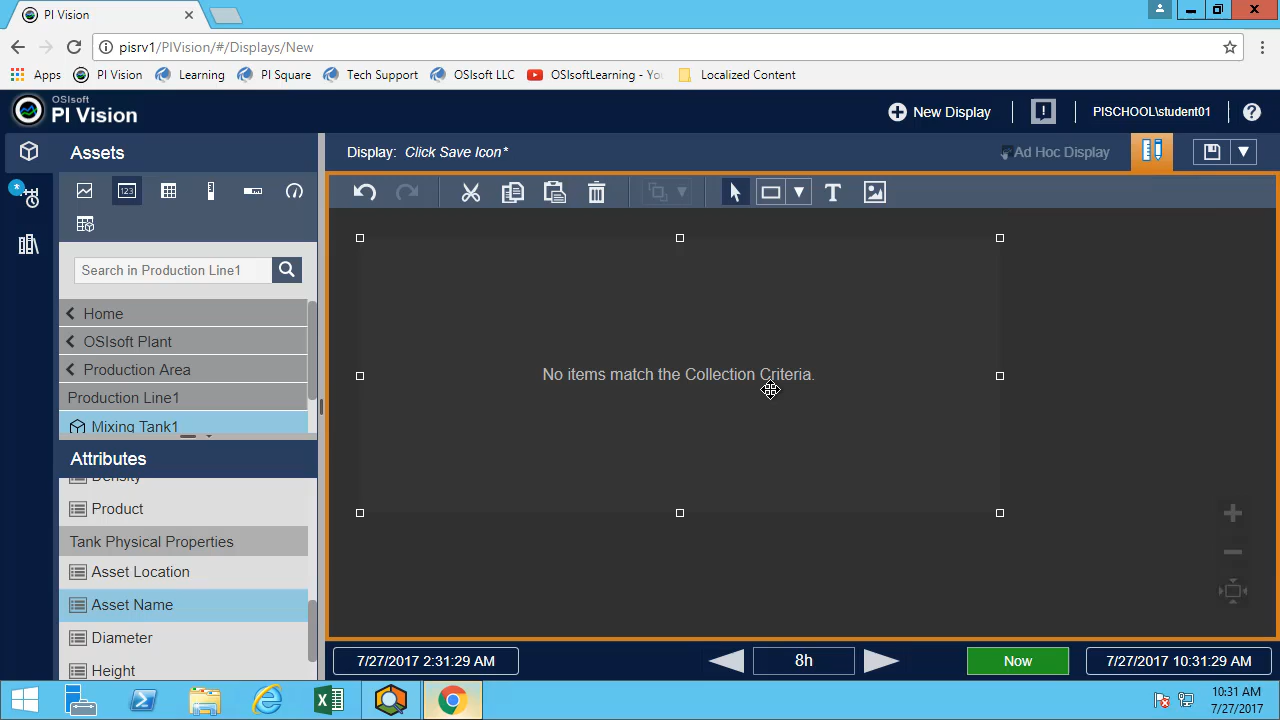 PI Vision
pisrv1/PIVision/#/Displays/New
Apps PI Vision Learning PI Square Tech Support OSIsoft LLC OSIsoftLearning - Yo Localized Content
OSIsoft
PI Vision
New Display
PISCHOOL\student01
Assets
Display: Click Save Icon*
Ad Hoc Display
Search in Production Line1
Home
OSIsoft Plant
Production Area
Production Line1
Mixing Tank1
No items match the Collection Criteria.
Attributes
Density
Product
Tank Physical Properties
Asset Location
Asset Name
Diameter
Height
7/27/2017 2:31:29 AM
8h
Now
7/27/2017 10:31:29 AM
10:31 AM
7/27/2017